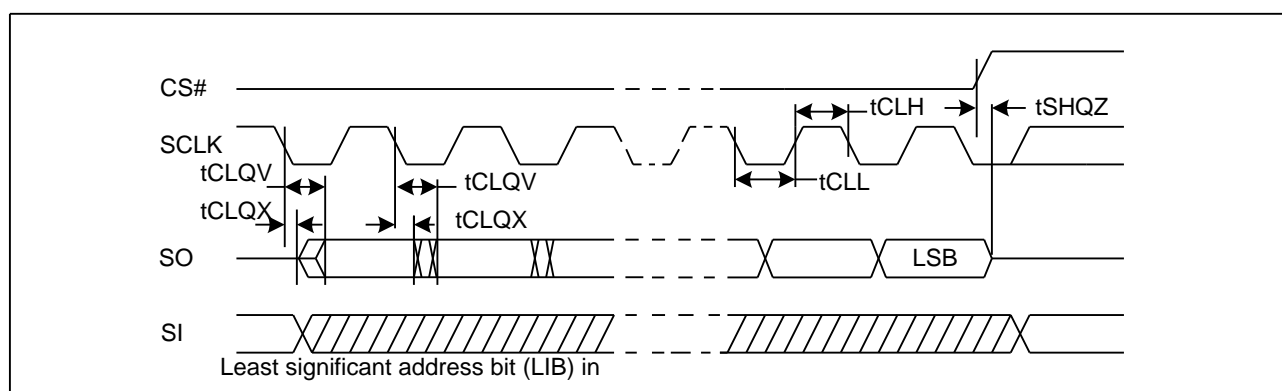 CS#
tCLH
tSHQZ
SCLK
tCLQV
tCLQV
tCLL
tCLQX
tCLQX
SO
LSB
SI
Least significant address bit (LIB) in